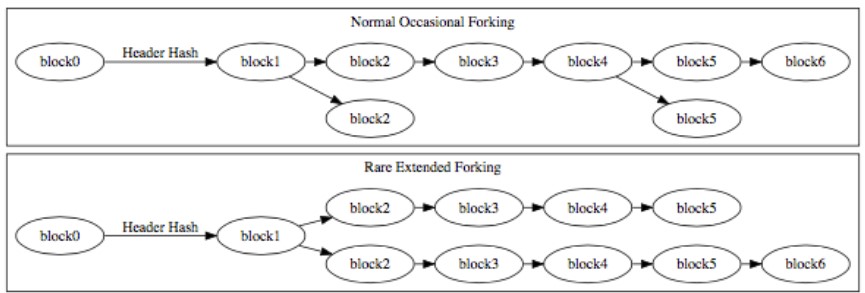 Normal Occasional Forking
block0 Header Hash block1 block2 block3 block4 block5 block6
block2 block5
Rare Extended Forking
block2 block3 block4 block5
block0 Header Hash block1
block2 block3 block4 block5 block6